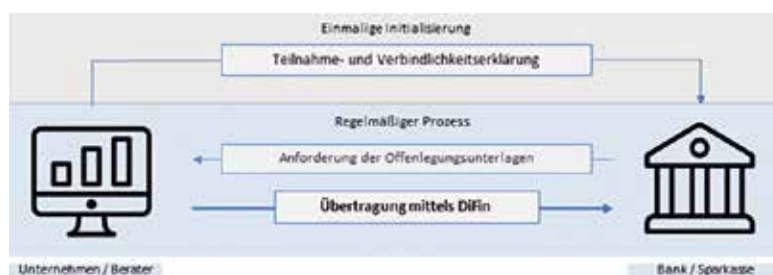 Einmalige Initialisierung
Teilnahme- und Verbindlichkeitserklärung
Regelmäßiger Prozess
Anforderung der Offenlegungsunterlagen
Übertragung mittels DiFin
Unternehmen / Berater
Bank / Sparkasse